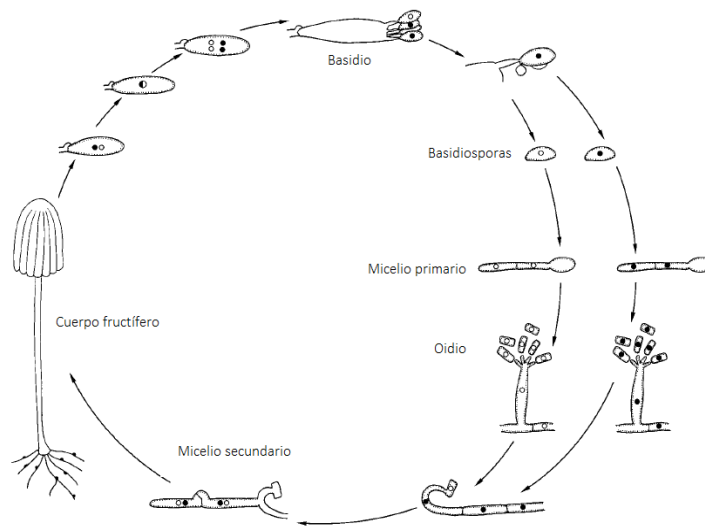 Basidio
Basidiosporas
Micelio primario
Cuerpo fructífero
Oidio
Micelio secundario